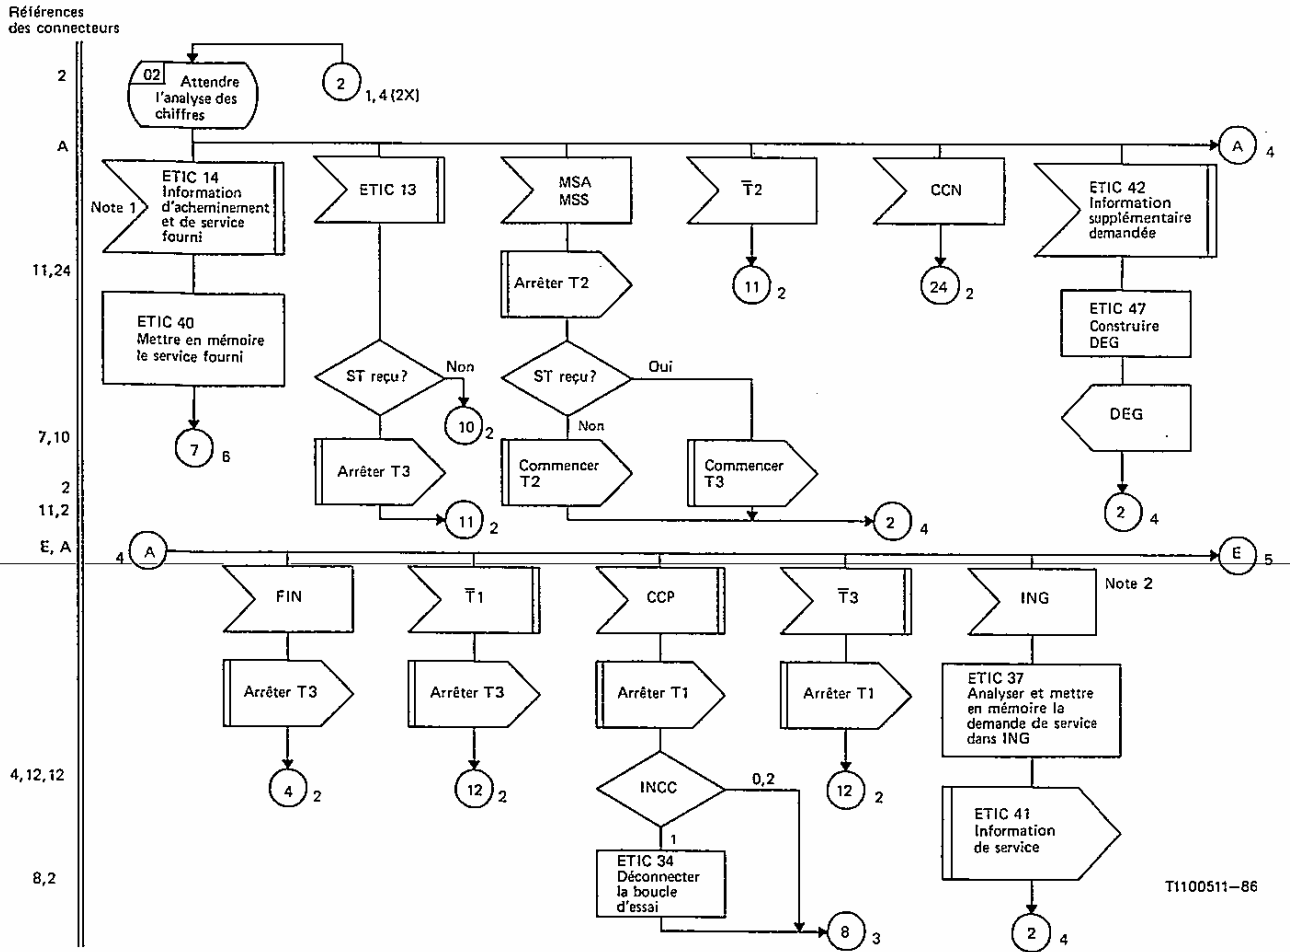 Références
des connecteurs
2
02 Attendre
l'analyse des
chiffres
2
1, 4 (2X)
A
A
4
Note 1
ETIC 14
Information
d'acheminement
et de service
fourni
ETIC 13
MSA
MSS
T̅2
CCN
ETIC 42
Information
supplémentaire
demandée
11,24
Arrêter T2
11
2
24
2
ETIC 40
Mettre en mémoire
le service fourni
ETIC 47
Construire
DEG
ST reçu?
Non
ST reçu?
Oui
10
2
Non
DEG
7,10
7
6
Arrêter T3
Commencer
T2
Commencer
T3
2
11,2
11
2
2
4
2
4
E, A
4
A
E
5
FIN
T̅1
CCP
T̅3
ING
Note 2
Arrêter T3
Arrêter T3
Arrêter T1
Arrêter T1
ETIC 37
Analyser et mettre
en mémoire la
demande de service
dans ING
4,12,12
4
2
12
2
INCC
0,2
12
2
1
ETIC 41
Information
de service
8,2
ETIC 34
Déconnecter
la boucle
d'essai
8
3
2
4
T1100511–86